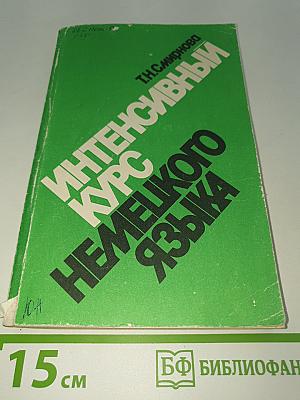 Т.Н.Смирнова
ИНТЕНСИВНЫЙ
КУРС
НЕМЕЦКОГО
ЯЗЫКА
15 см
БФ БИБЛИОФАН